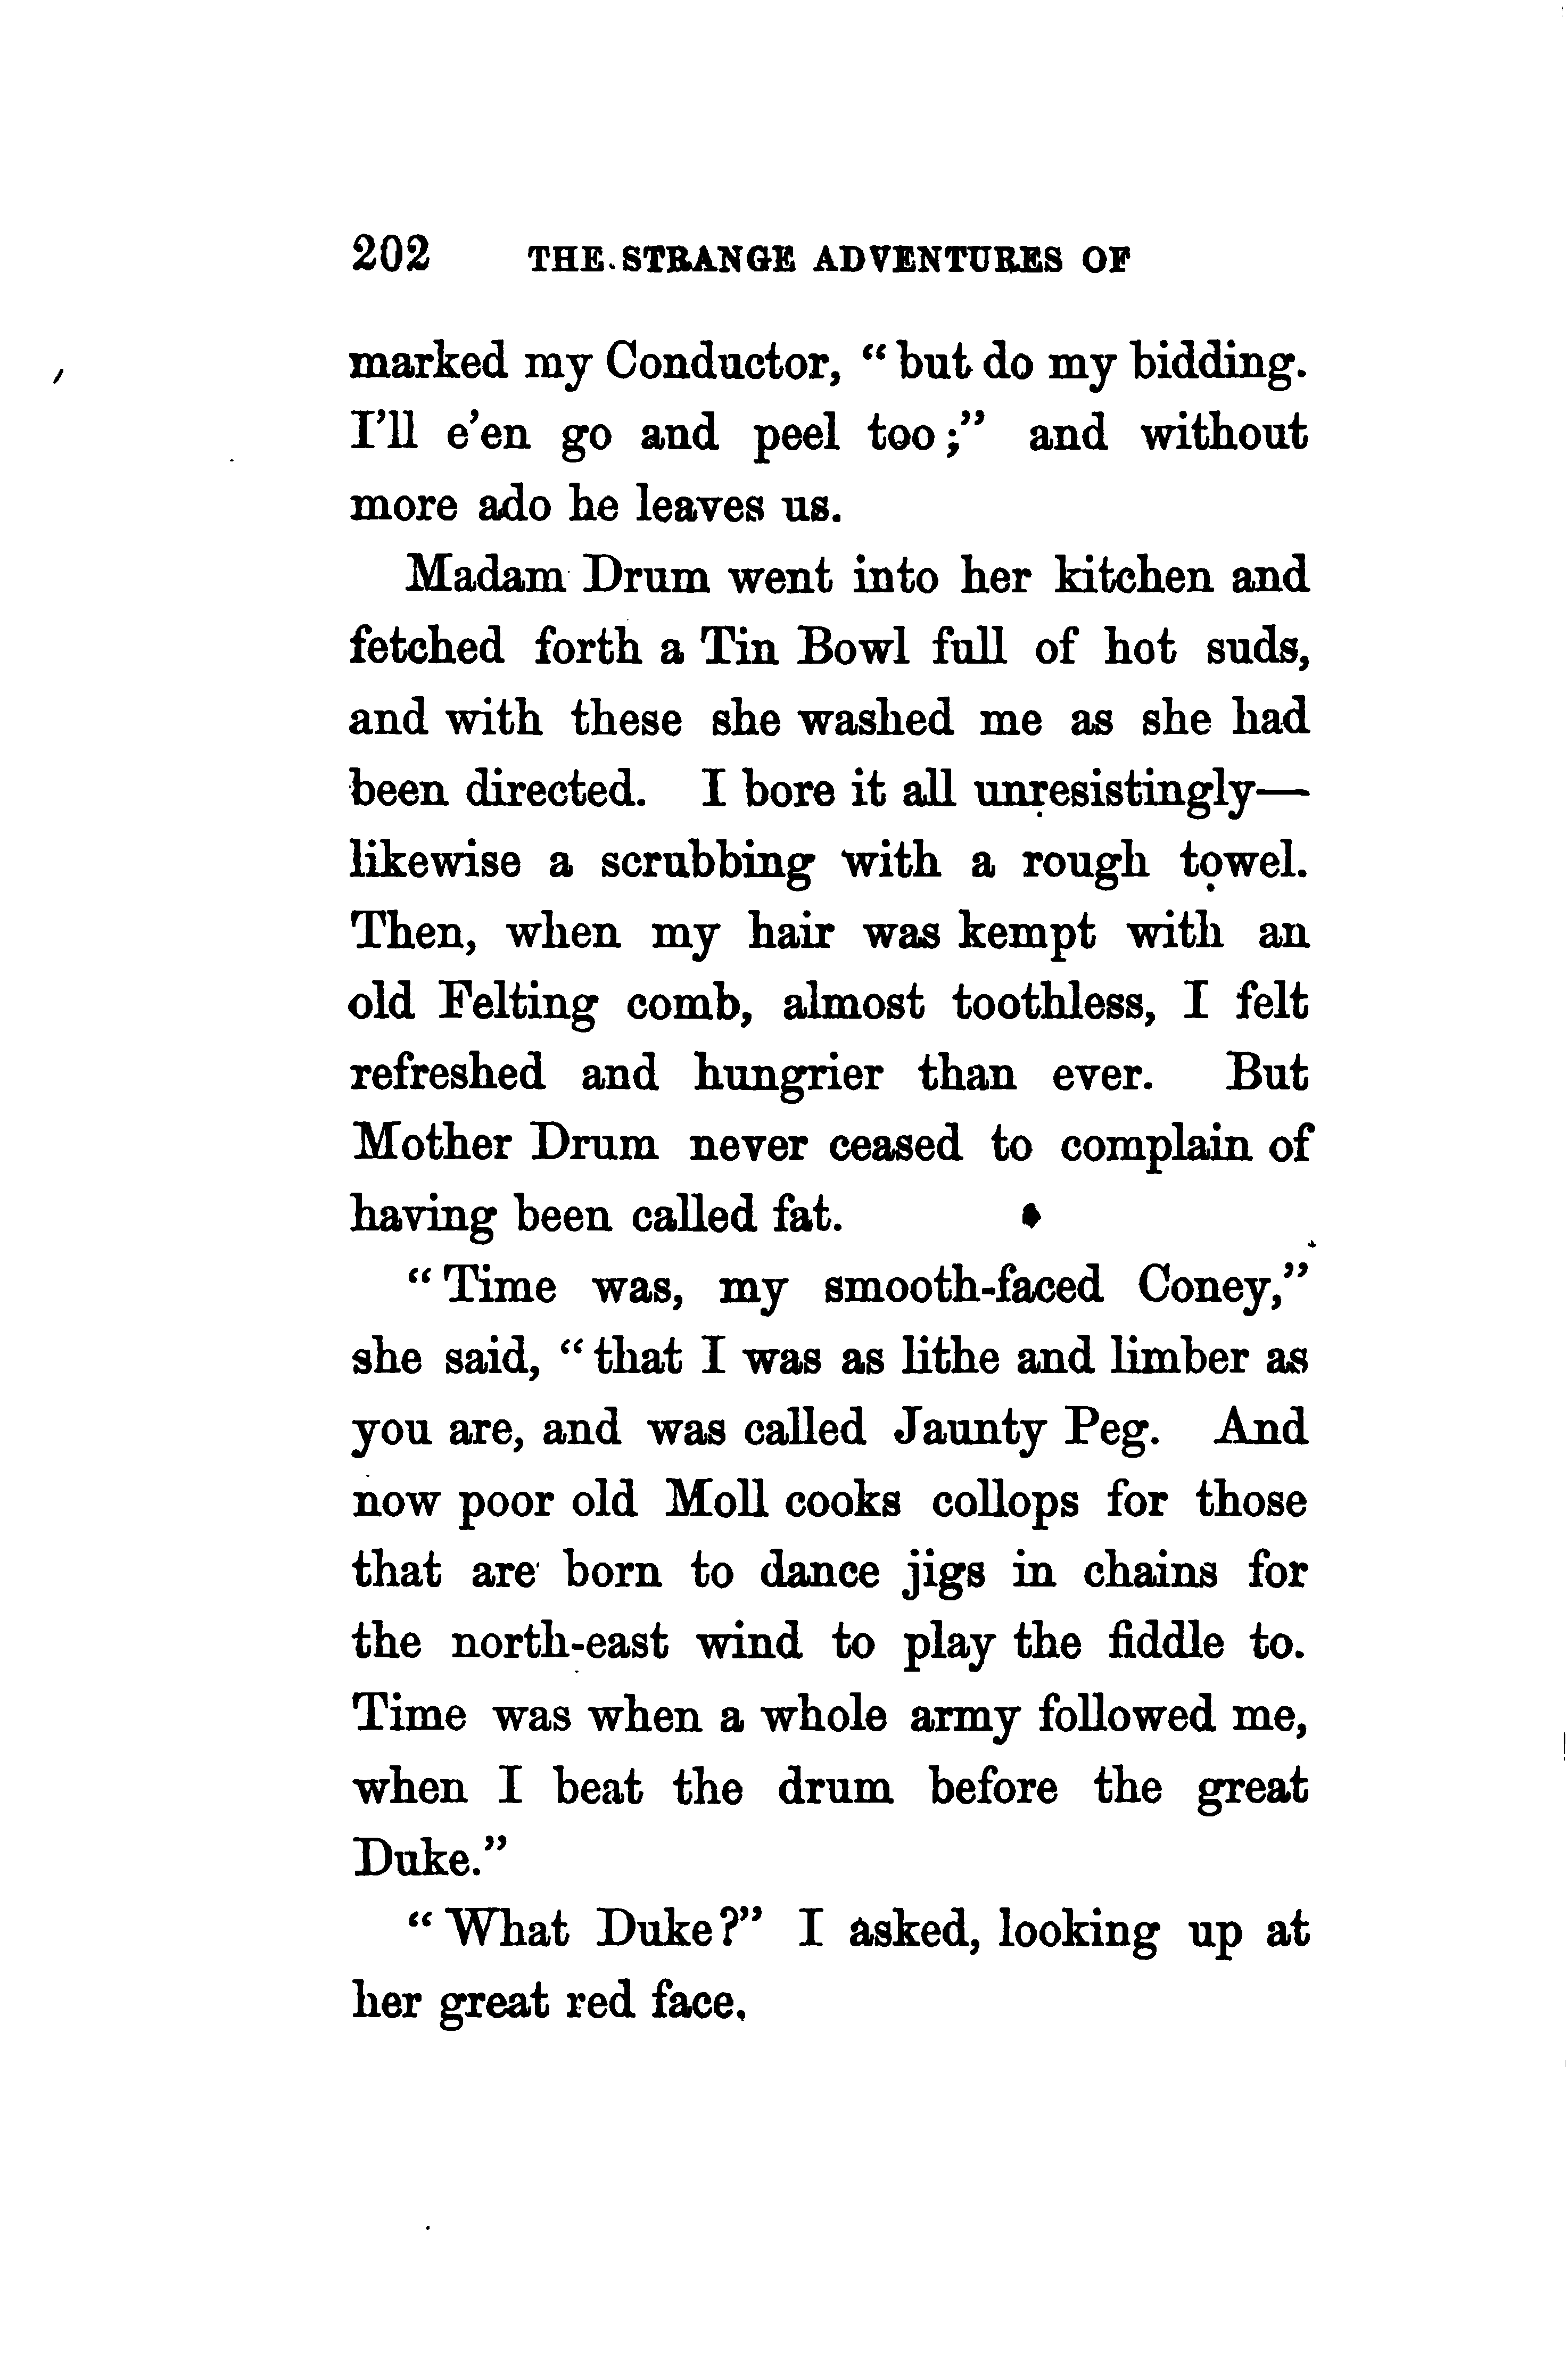 202 THE STRANGE ADVENTURES OF
marked my Conductor, “but do my bidding.
I’ll e’en go and peel too;” and without
more ado he leaves us.
Madam Drum went into her kitchen and
fetched forth a Tin Bowl full of hot suds,
and with these she washed me as she had
been directed. I bore it all unresistingly—
likewise a scrubbing with a rough towel.
Then, when my hair was kempt with an
old Felting comb, almost toothless, I felt
refreshed and hungrier than ever. But
Mother Drum never ceased to complain of
having been called fat.
“Time was, my smooth-faced Coney,”
she said, “that I was as lithe and limber as
you are, and was called Jaunty Peg. And
now poor old Moll cooks collops for those
that are born to dance jigs in chains for
the north-east wind to play the fiddle to.
Time was when a whole army followed me,
when I beat the drum before the great
Duke.”
“What Duke?” I asked, looking up at
her great red face.